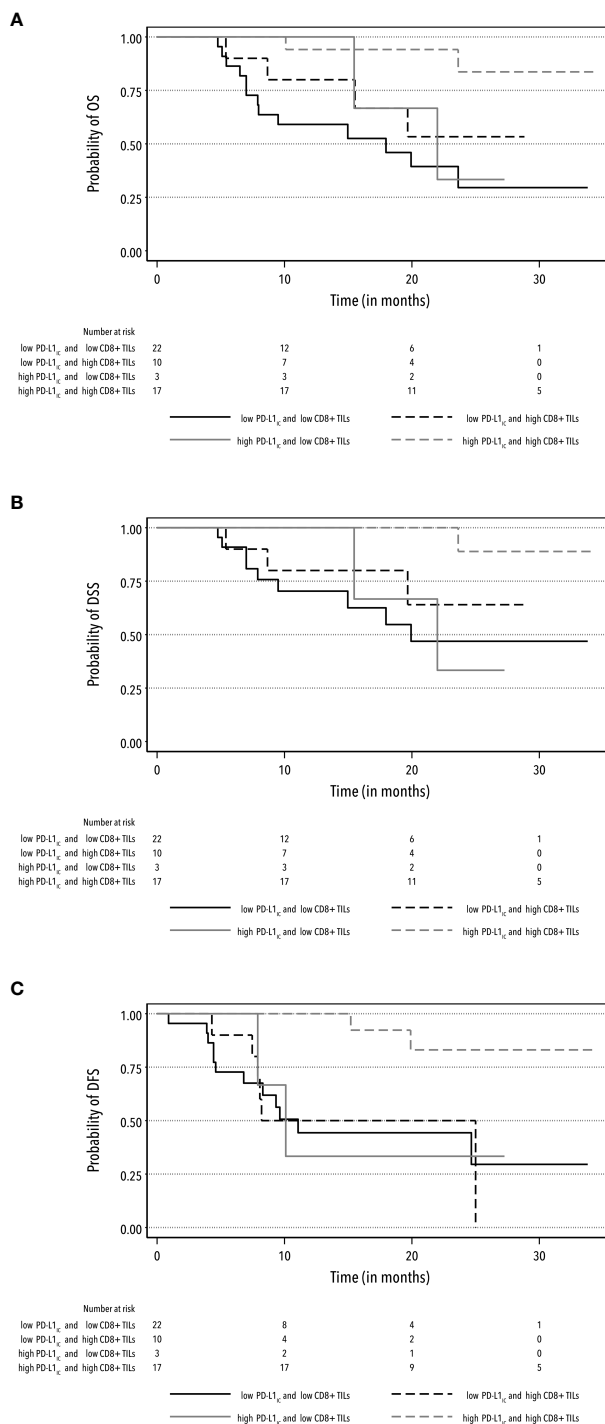 A
1.00
0.75
0.50
0.25
0.00
Probability of OS
0 10 20 30
Time (in months)
Number at risk
low PD-L1IC and low CD8+ TILs 22 12 6 1
low PD-L1IC and high CD8+ TILs 10 7 4 0
high PD-L1IC and low CD8+ TILs 3 3 2 0
high PD-L1IC and high CD8+ TILs 17 17 11 5
low PD-L1IC and low CD8+ TILs low PD-L1IC and high CD8+ TILs
high PD-L1IC and low CD8+ TILs high PD-L1IC and high CD8+ TILs
B
1.00
0.75
0.50
0.25
0.00
Probability of DSS
0 10 20 30
Time (in months)
Number at risk
low PD-L1IC and low CD8+ TILs 22 12 6 1
low PD-L1IC and high CD8+ TILs 10 7 4 0
high PD-L1IC and low CD8+ TILs 3 3 2 0
high PD-L1IC and high CD8+ TILs 17 17 11 5
low PD-L1IC and low CD8+ TILs low PD-L1IC and high CD8+ TILs
high PD-L1IC and low CD8+ TILs high PD-L1IC and high CD8+ TILs
C
1.00
0.75
0.50
0.25
0.00
Probability of DFS
0 10 20 30
Time (in months)
Number at risk
low PD-L1IC and low CD8+ TILs 22 8 4 1
low PD-L1IC and high CD8+ TILs 10 4 2 0
high PD-L1IC and low CD8+ TILs 3 2 1 0
high PD-L1IC and high CD8+ TILs 17 17 9 5
low PD-L1IC and low CD8+ TILs low PD-L1IC and high CD8+ TILs
high PD-L1IC and low CD8+ TILs high PD-L1IC and high CD8+ TILs